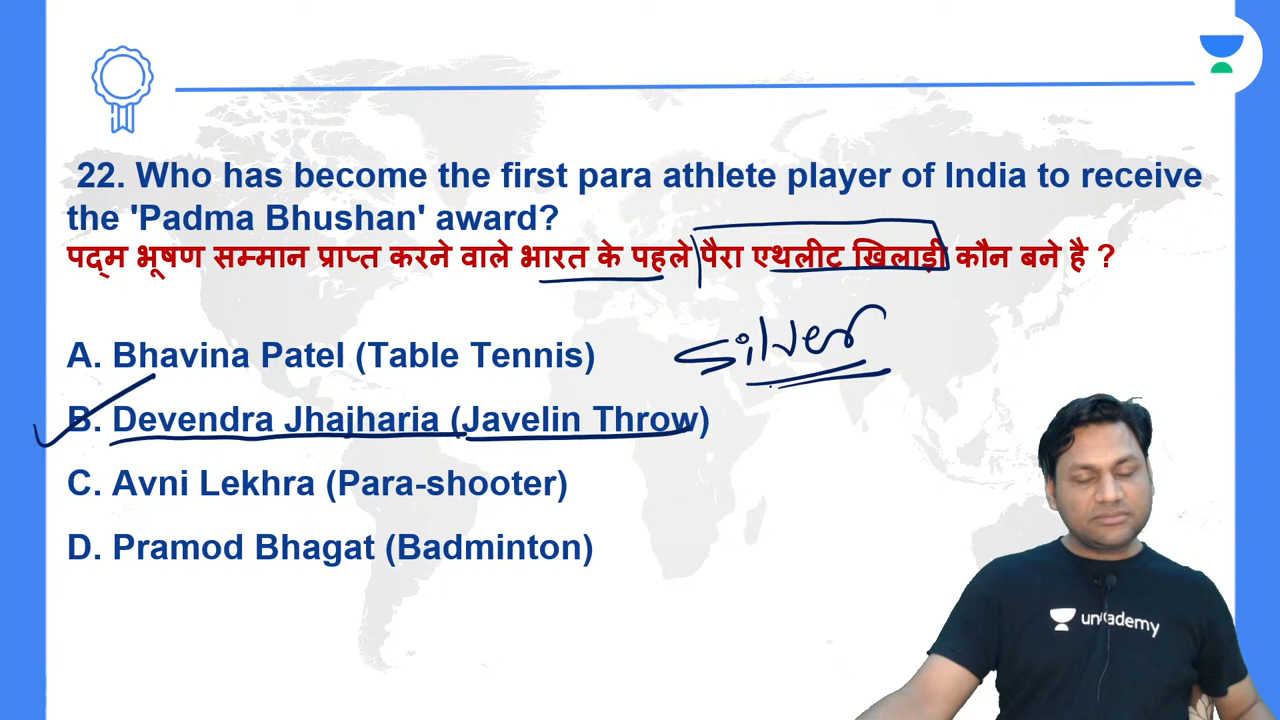 22. Who has become the first para athlete player of India to receive
the 'Padma Bhushan' award?
पद्म भूषण सम्मान प्राप्त करने वाले भारत के पहले पैरा एथलीट खिलाड़ी कौन बने है ?
Silver
A. Bhavina Patel (Table Tennis)
B. Devendra Jhajharia (Javelin Throw)
C. Avni Lekhra (Para-shooter)
D. Pramod Bhagat (Badminton)
unacademy